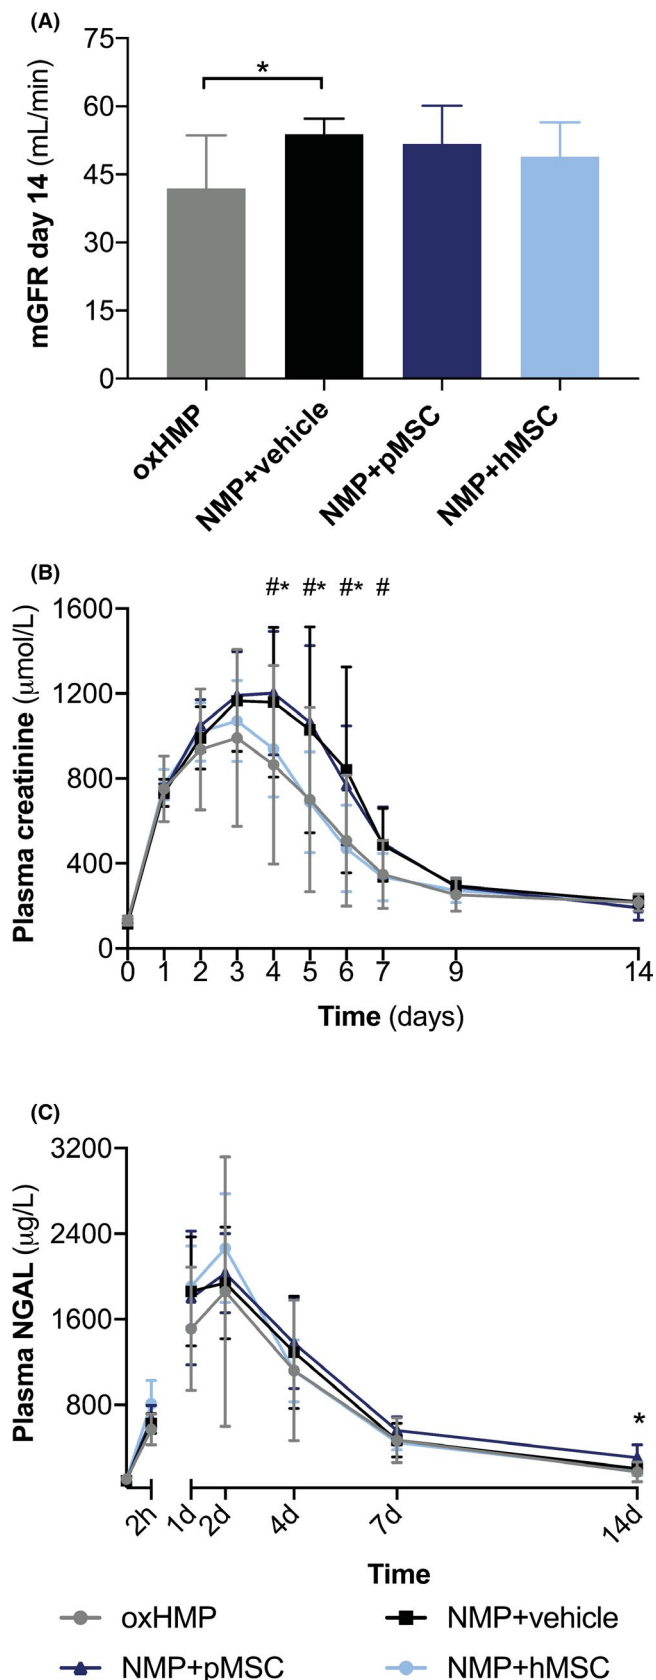 (A)
75
60
45
30
15
0
mGFR day 14 (mL/min)
*
oxHMP
NMP+vehicle
NMP+pMSC
NMP+hMSC
(B)
#* #* #* #
1600
1200
800
400
0
Plasma creatinine (μmol/L)
0 1 2 3 4 5 6 7 9 14
Time (days)
(C)
3200
2400
1600
800
Plasma NGAL (μg/L)
*
2h 1d 2d 4d 7d 14d
Time
oxHMP NMP+vehicle
NMP+pMSC NMP+hMSC